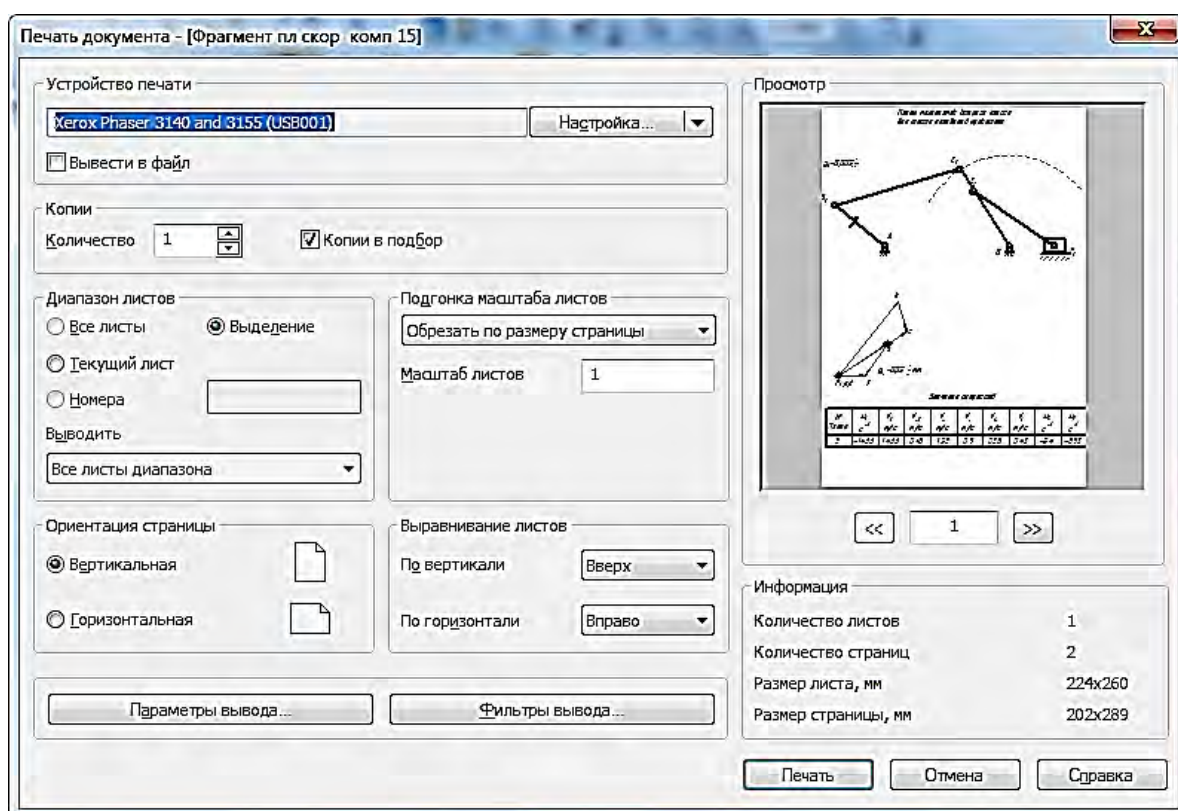 Печать документа - [Фрагмент пл скор комп 15]
Устройство печати
Xerox Phaser 3140 and 3155 (USB001)
Настройка...
Вывести в файл
Копии
Количество 1
Копии в подбор
Диапазон листов
Все листы
Выделение
Текущий лист
Номера
Выводить
Все листы диапазона
Подгонка масштаба листов
Обрезать по размеру страницы
Масштаб листов 1
Ориентация страницы
Вертикальная
Горизонтальная
Выравнивание листов
По вертикали Вверх
По горизонтали Вправо
Параметры вывода...
Фильтры вывода...
Просмотр
<< 1 >>
Информация
Количество листов 1
Количество страниц 2
Размер листа, мм 224x260
Размер страницы, мм 202x289
Печать
Отмена
Справка